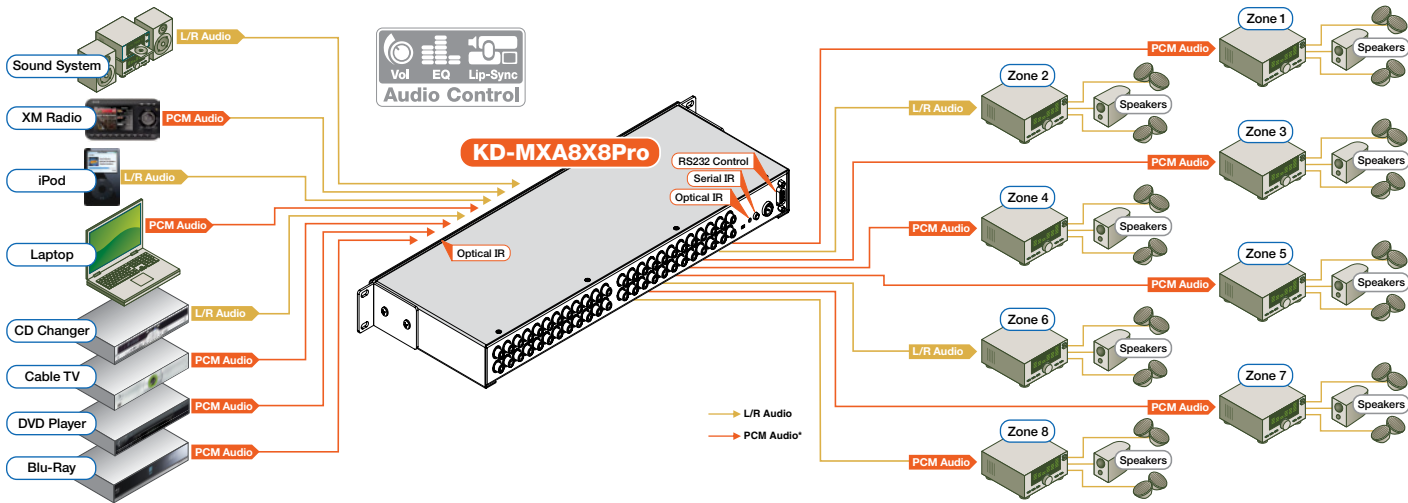 Sound System
L/R Audio
XM Radio
PCM Audio
iPod
L/R Audio
Laptop
PCM Audio
CD Changer
L/R Audio
Cable TV
PCM Audio
DVD Player
PCM Audio
Blu-Ray
PCM Audio
Vol EQ Lip-Sync
Audio Control
KD-MXA8X8Pro
RS232 Control
Serial IR
Optical IR
Optical IR
L/R Audio
PCM Audio*
Zone 1
PCM Audio
Speakers
Zone 2
L/R Audio
Speakers
Zone 3
PCM Audio
Speakers
Zone 4
PCM Audio
Speakers
Zone 5
PCM Audio
Speakers
Zone 6
L/R Audio
Speakers
Zone 7
PCM Audio
Speakers
Zone 8
PCM Audio
Speakers